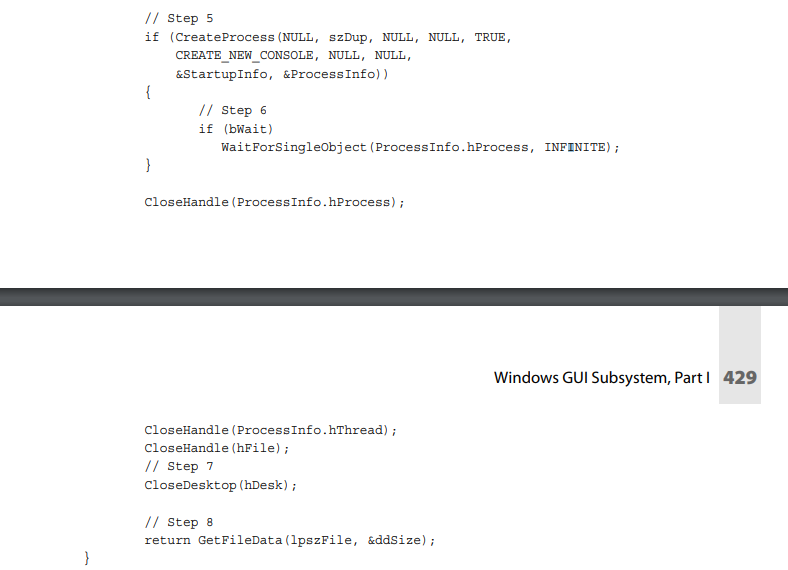 // Step 5
if (CreateProcess(NULL, szDup, NULL, NULL, TRUE,
    CREATE_NEW_CONSOLE, NULL, NULL,
    &StartupInfo, &ProcessInfo))
{
       // Step 6
       if (bWait)
          WaitForSingleObject(ProcessInfo.hProcess, INFINITE);
}
CloseHandle(ProcessInfo.hProcess);
Windows GUI Subsystem, Part I 429
CloseHandle(ProcessInfo.hThread);
CloseHandle(hFile);
// Step 7
CloseDesktop(hDesk);
// Step 8
return GetFileData(lpszFile, &ddSize);
}